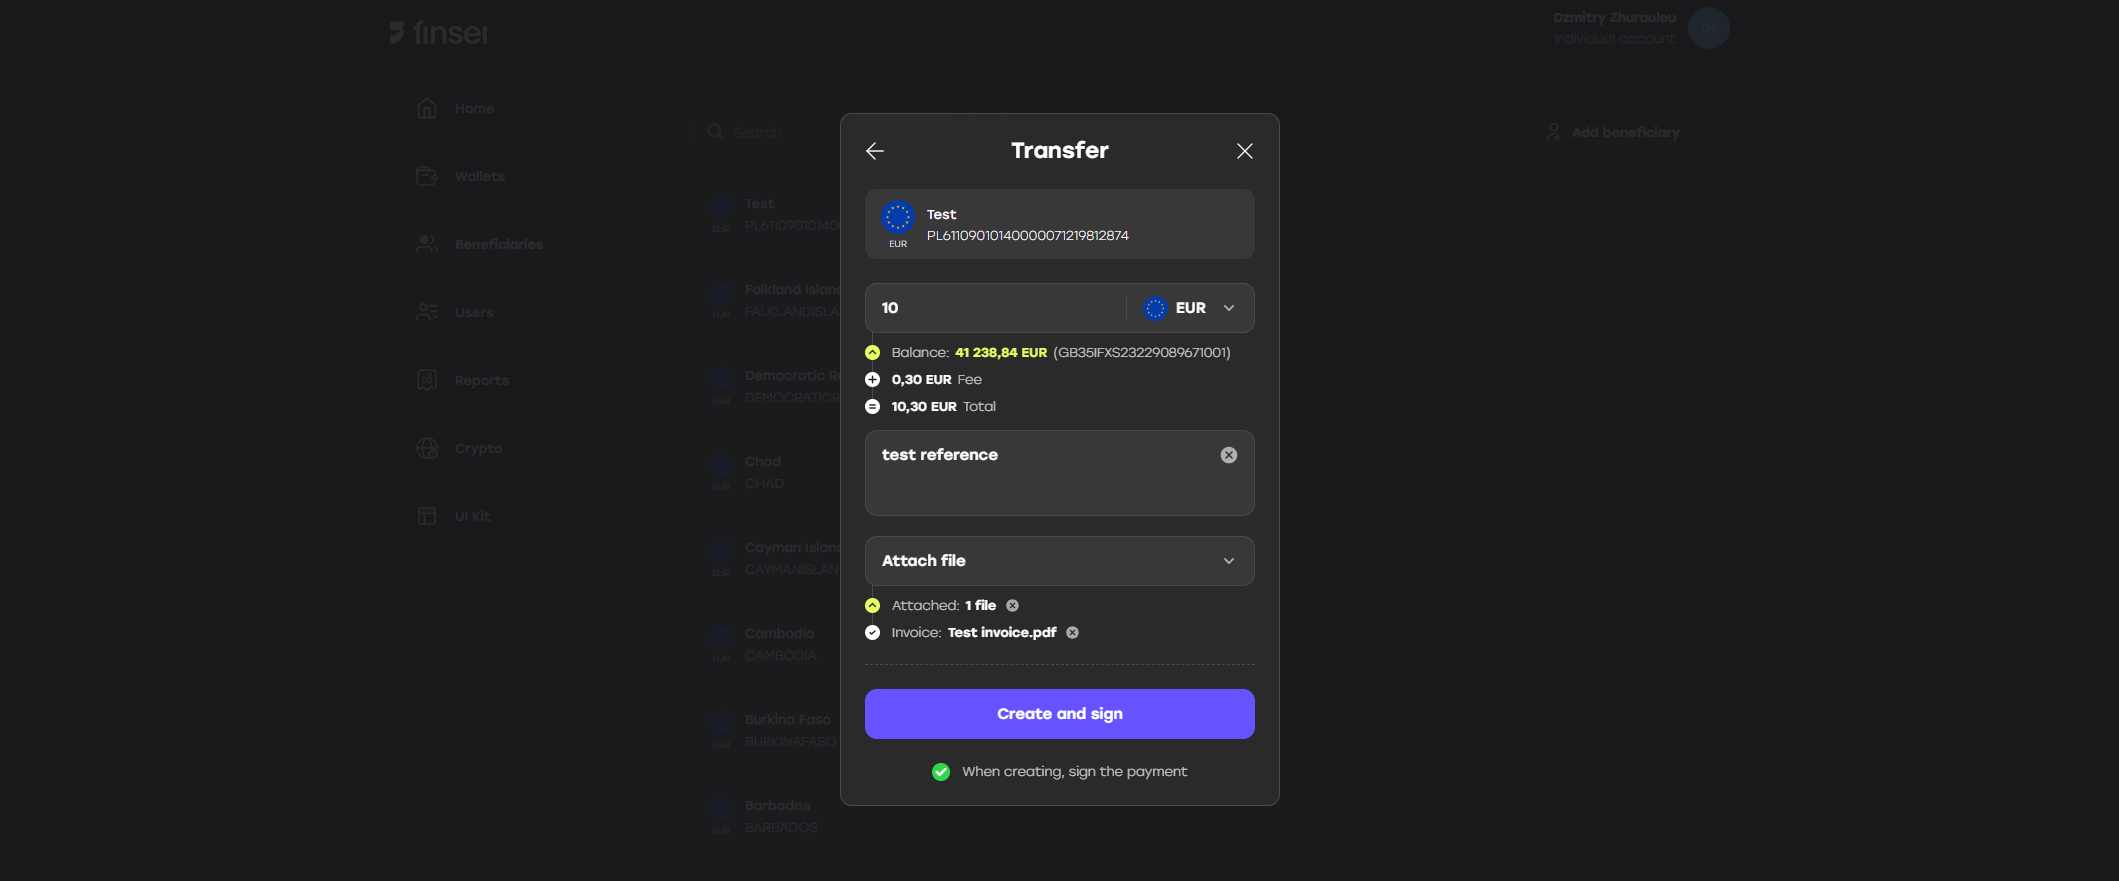 finsei
Dzmitry Zhurauleu
Individual account
Dz
Home
Wallets
Beneficiaries
Users
Reports
Crypto
UI Kit
Search
Add beneficiary
Test
EUR
Falkland Island
EUR
FALKLANDISLA
Democratic R
EUR
DEMOCRATICR
Chad
EUR
CHAD
Cayman Island
EUR
CAYMANISLAN
Cambodia
EUR
CAMBODIA
Burkina Faso
EUR
BURKINAFASO
Barbados
EUR
BARBADOS
Transfer
Test
EUR
PL61109010140000071219812874
10
EUR
Balance: 41 238,84 EUR (GB35IFXS23229089671001)
0,30 EUR Fee
10,30 EUR Total
test reference
Attach file
Attached: 1 file
Invoice: Test invoice.pdf
Create and sign
When creating, sign the payment